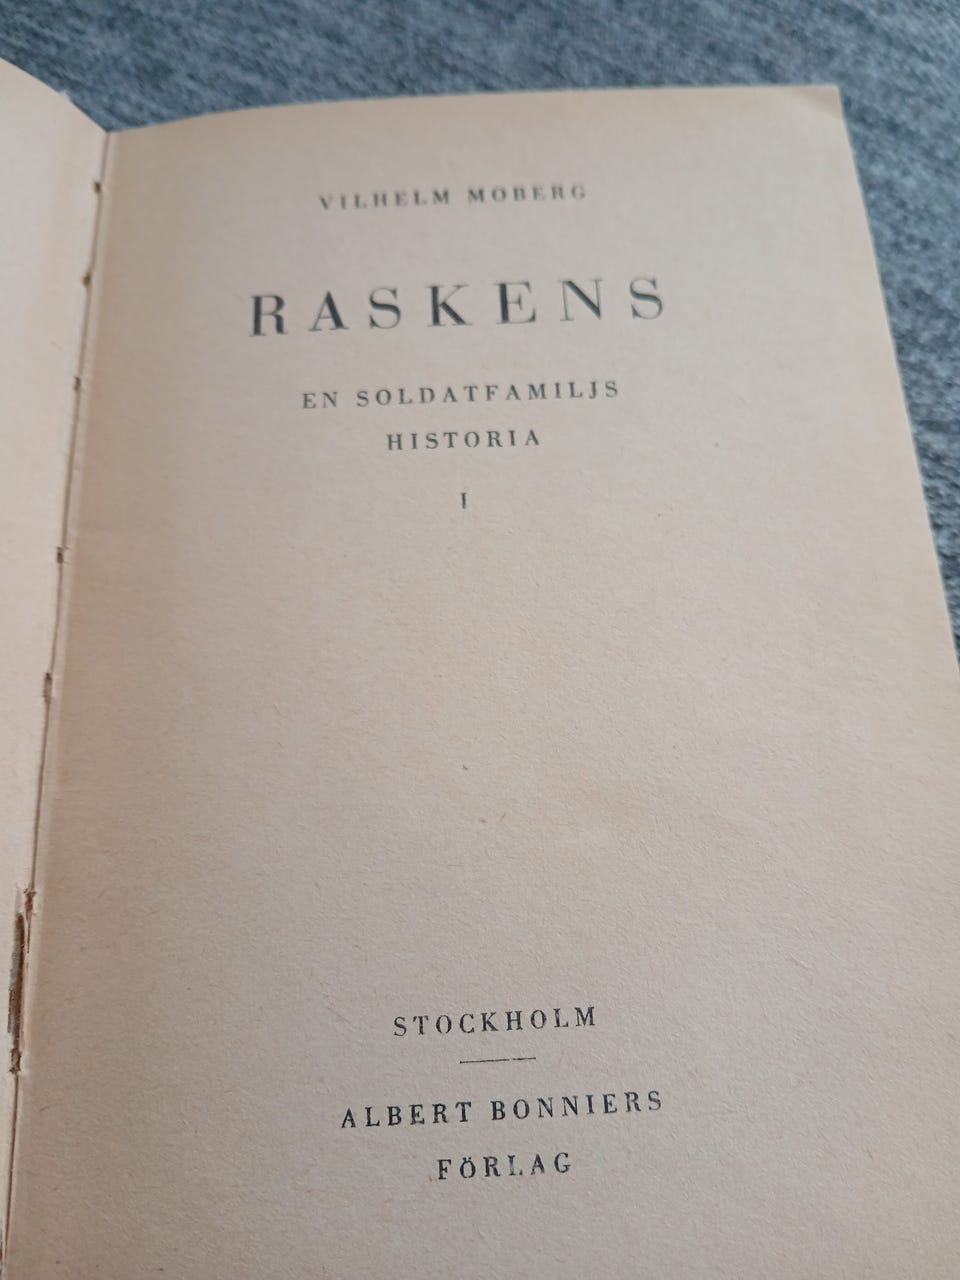 VILHELM MOBERG
RASKENS
EN SOLDATFAMILJS
HISTORIA
I
STOCKHOLM
ALBERT BONNIERS
FÖRLAG